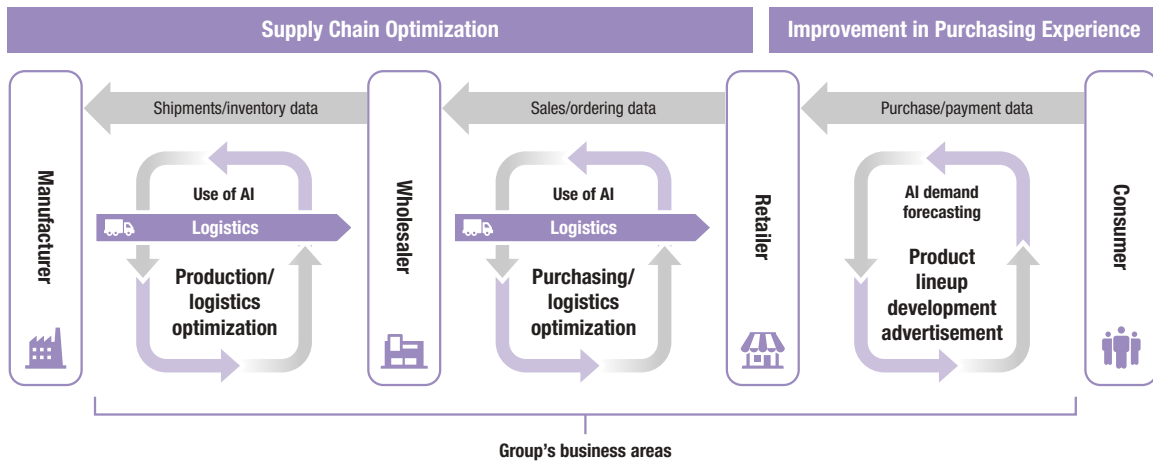 Supply Chain Optimization
Improvement in Purchasing Experience
Manufacturer
Shipments/inventory data
Use of AI
Logistics
Production/
logistics
optimization
Wholesaler
Sales/ordering data
Use of AI
Logistics
Purchasing/
logistics
optimization
Retailer
Purchase/payment data
AI demand
forecasting
Product
lineup
development
advertisement
Consumer
Group’s business areas